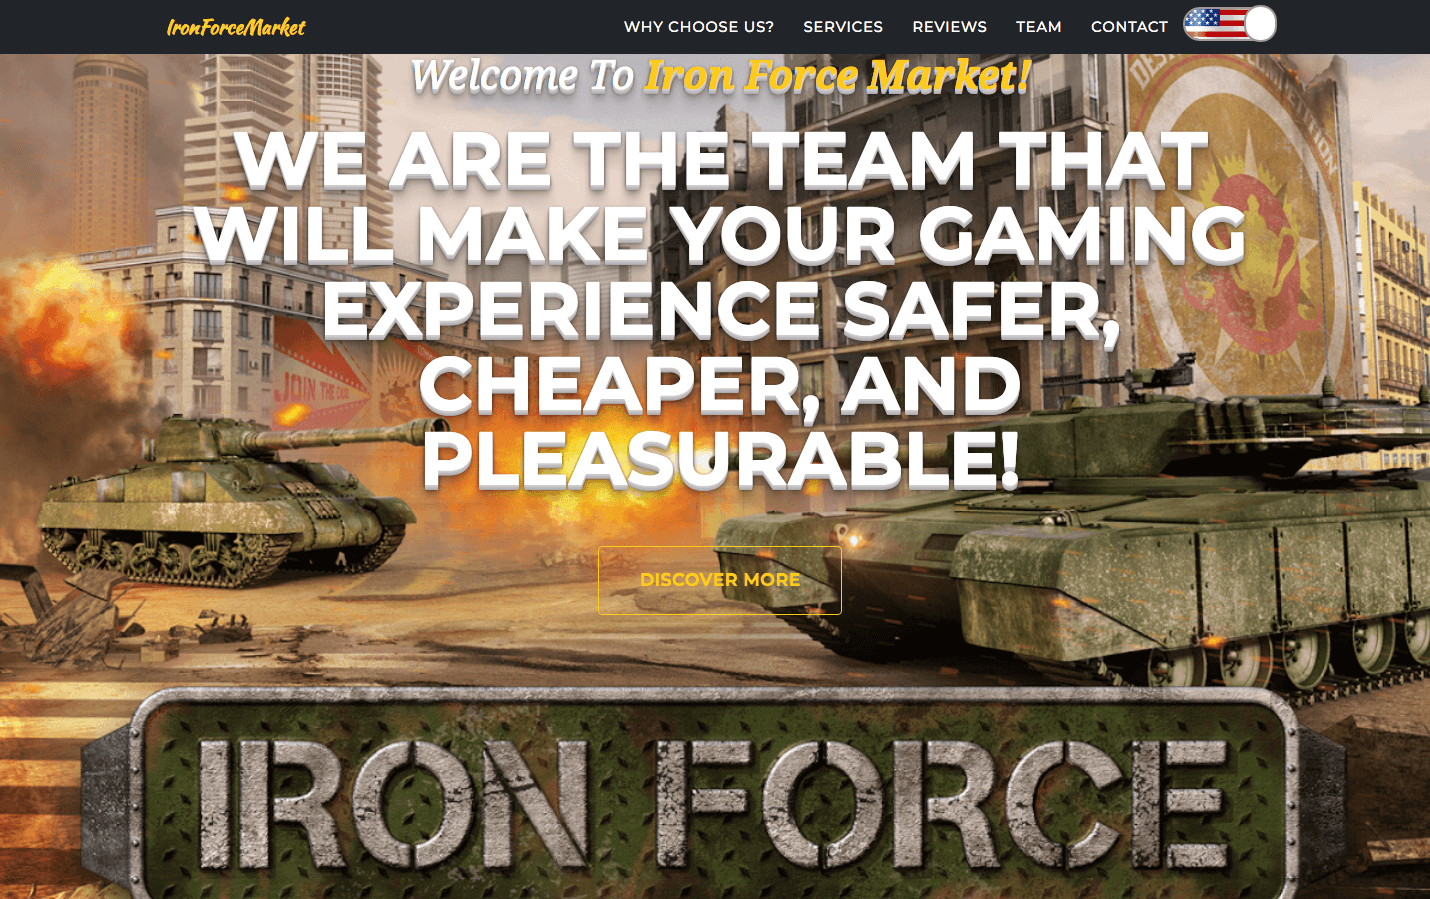 IronForceMarket
WHY CHOOSE US? SERVICES REVIEWS TEAM CONTACT
Welcome To Iron Force Market!
WE ARE THE TEAM THAT
WILL MAKE YOUR GAMING
EXPERIENCE SAFER,
CHEAPER, AND
PLEASURABLE!
JOIN THE
DISCOVER MORE
IRON FORCE